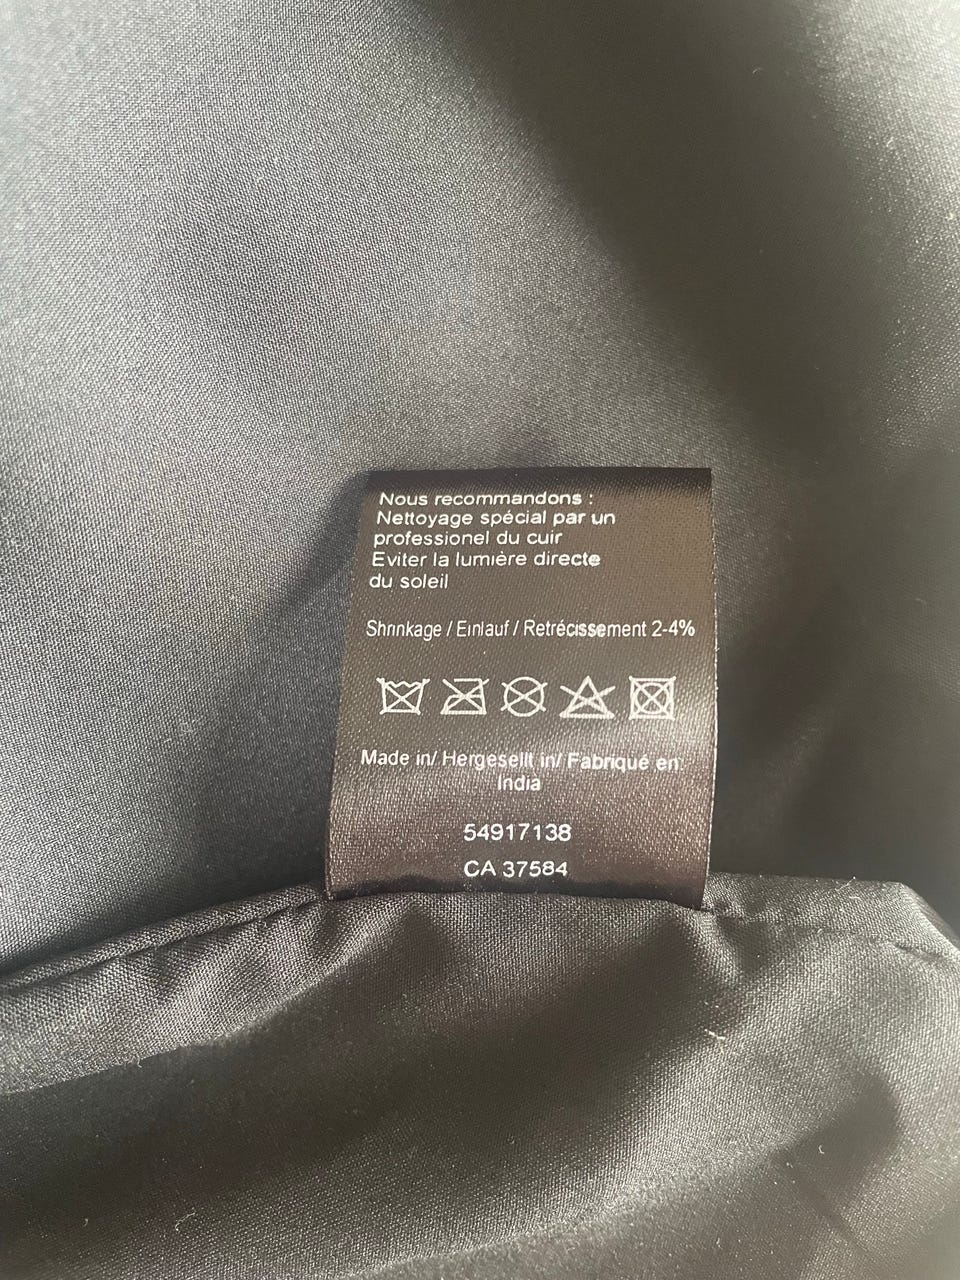 Nous recommandons :
Nettoyage spécial par un
professionel du cuir
Eviter la lumière directe
du soleil
Shrinkage / Einlauf / Retrécissement 2-4%
Made in/ Hergesellt in/ Fabriqué en:
India
54917138
CA 37584